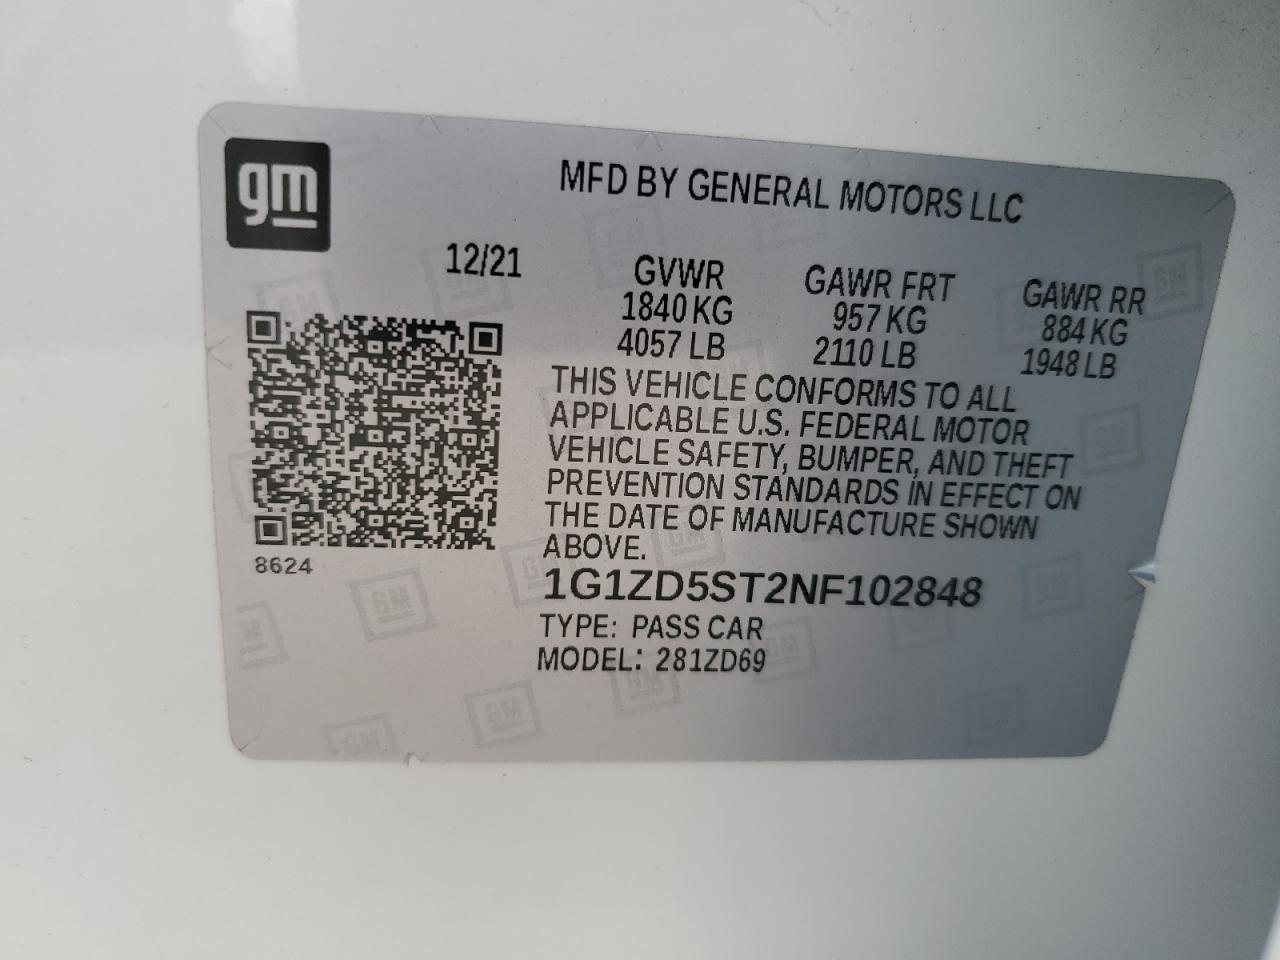 gm
MFD BY GENERAL MOTORS LLC
12/21
GVWR
1840 KG
4057 LB
GAWR FRT
957 KG
2110 LB
GAWR RR
884 KG
1948 LB
THIS VEHICLE CONFORMS TO ALL
APPLICABLE U.S. FEDERAL MOTOR
VEHICLE SAFETY, BUMPER, AND THEFT
PREVENTION STANDARDS IN EFFECT ON
THE DATE OF MANUFACTURE SHOWN
ABOVE.
8624
1G1ZD5ST2NF102848
TYPE: PASS CAR
MODEL: 281ZD69